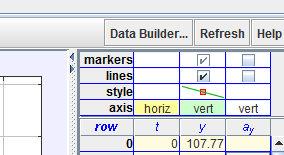 Data Builder... Refresh Help
markers
lines
style
axis horiz vert vert
row t y ay
0 0 107.77